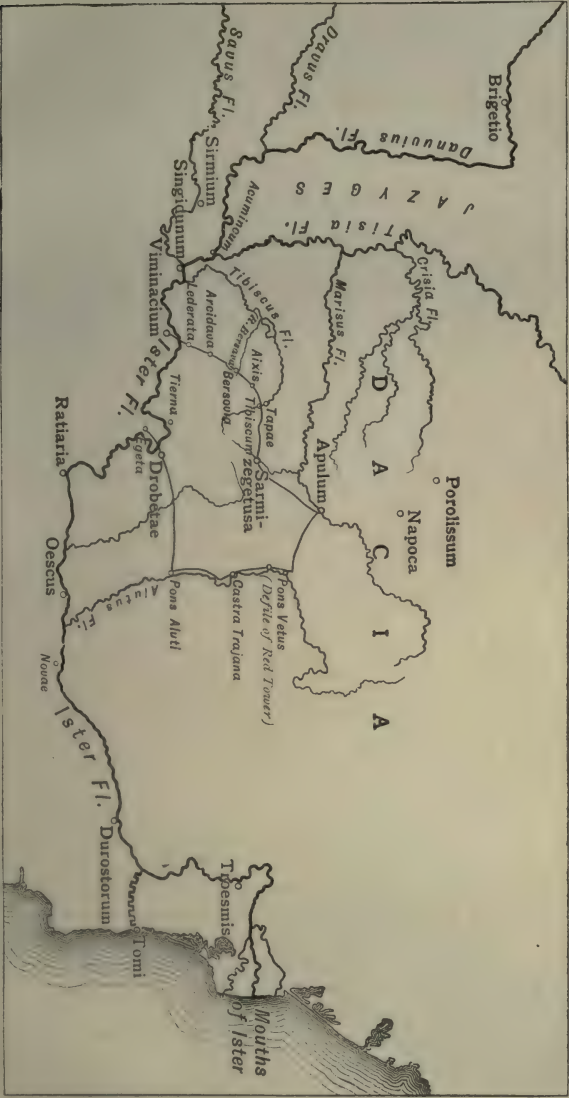 Brigetio
Danuvius Fl.
Dravus Fl.
Savus Fl.
JAZYGES
Tisia Fl.
Crisia Fl.
Porolissum
Napoca
DACIA
Marisus Fl.
Apulum
Acumincum
Sirmium
Singidunum
Viminacium
Tibiscus Fl.
Tapae
Aixis
Tibiscum
Bersovia
Arcidava
Lederata
Sarmi-
zegetusa
Pons Vetus
(Defile of Red Tower)
Castra Trajana
Pons Aluti
Alutus Fl.
Tierna
Drobetae
Egeta
Ister Fl.
Ratiaria
Oescus
Novae
Ister Fl.
Durostorum
Troesmis
Tomi
Mouths
of Ister